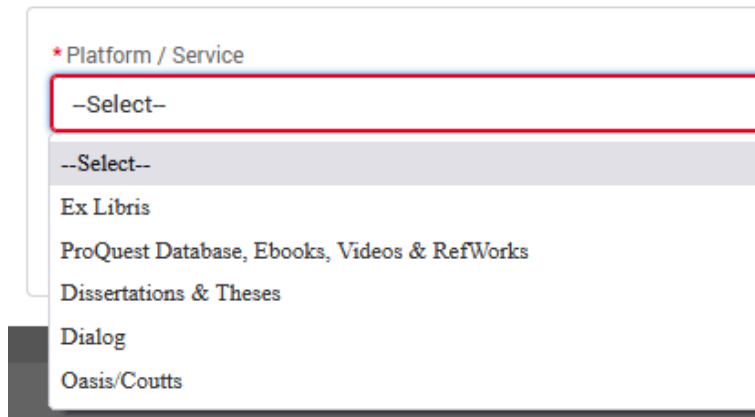 * Platform / Service
--Select--
--Select--
Ex Libris
ProQuest Database, Ebooks, Videos & RefWorks
Dissertations & Theses
Dialog
Oasis/Coutts